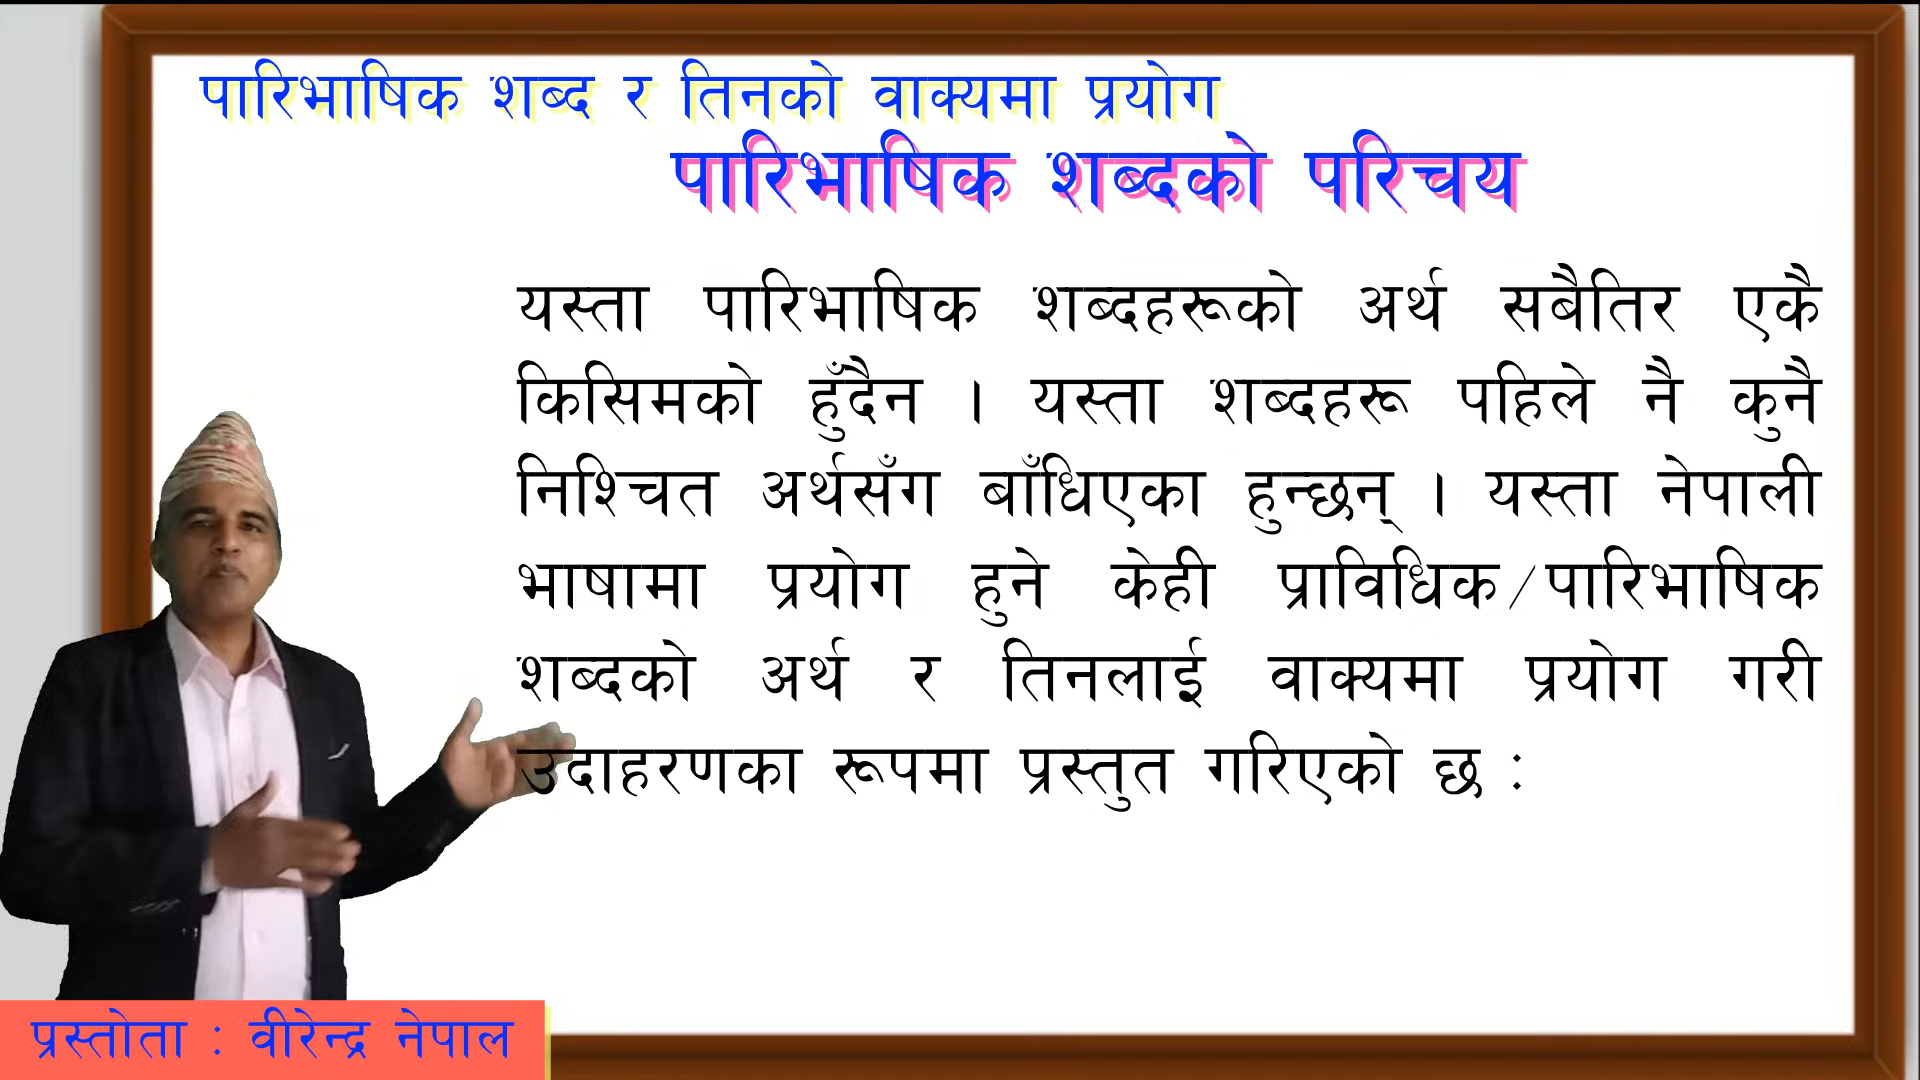 पारिभाषिक शब्द र तिनको वाक्यमा प्रयोग
पारिभाषिक शब्दको परिचय
यस्ता पारिभाषिक शब्दहरूको अर्थ सबैतिर एकै
किसिमको हुँदैन । यस्ता शब्दहरू पहिले नै कुनै
निश्चित अर्थसँग बाँधिएका हुन्छन् । यस्ता नेपाली
भाषामा प्रयोग हुने केही प्राविधिक/पारिभाषिक
शब्दको अर्थ र तिनलाई वाक्यमा प्रयोग गरी
उदाहरणका रूपमा प्रस्तुत गरिएको छ :
प्रस्तोता : वीरेन्द्र नेपाल